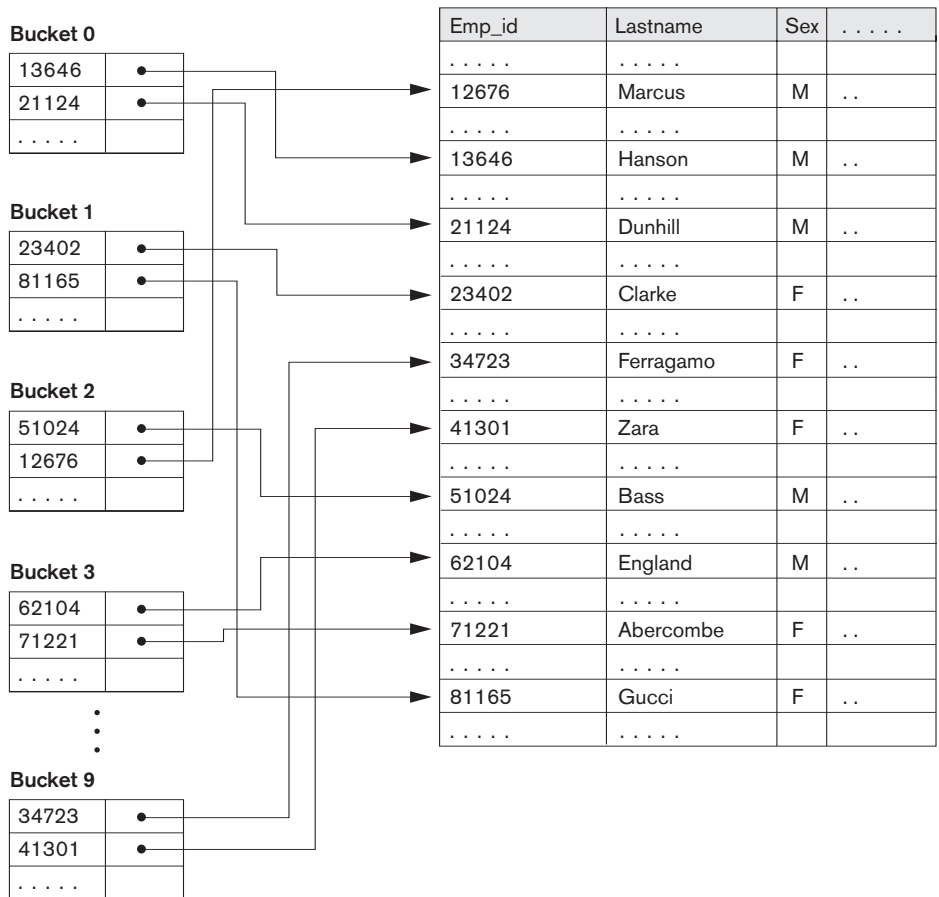 Bucket 0
13646
21124
. . . . .
Bucket 1
23402
81165
. . . . .
Bucket 2
51024
12676
. . . . .
Bucket 3
62104
71221
. . . . .
Bucket 9
34723
41301
. . . . .
Emp_id Lastname Sex . . . . .
. . . . . . . . . .
12676 Marcus M . .
. . . . . . . . . .
13646 Hanson M . .
. . . . . . . . . .
21124 Dunhill M . .
. . . . . . . . . .
23402 Clarke F . .
. . . . . . . . . .
34723 Ferragamo F . .
. . . . . . . . . .
41301 Zara F . .
. . . . . . . . . .
51024 Bass M . .
. . . . . . . . . .
62104 England M . .
. . . . . . . . . .
71221 Abercombe F . .
. . . . . . . . . .
81165 Gucci F . .
. . . . . . . . . .